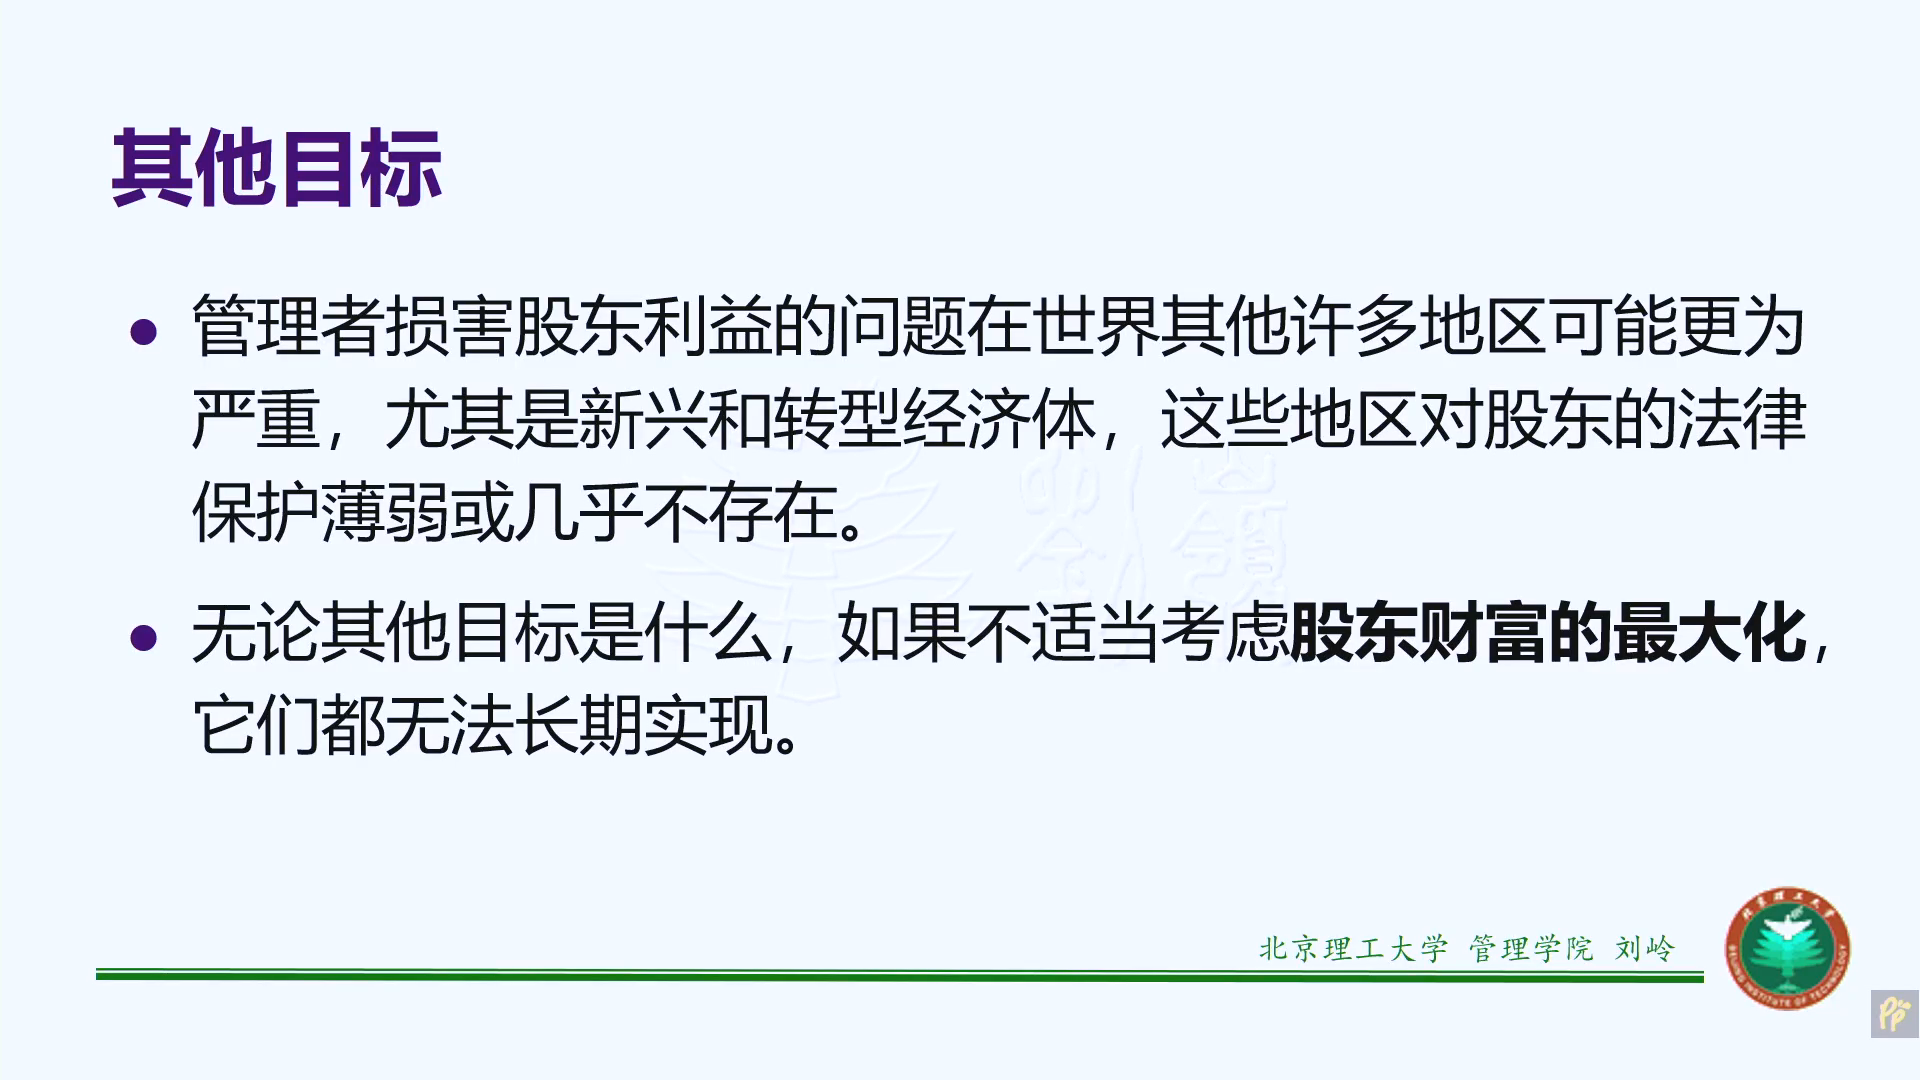 其他目标
管理者损害股东利益的问题在世界其他许多地区可能更为
严重，尤其是新兴和转型经济体，这些地区对股东的法律
保护薄弱或几乎不存在。
无论其他目标是什么，如果不适当考虑股东财富的最大化，
它们都无法长期实现。
北京理工大学 管理学院 刘岭
北京理工大学
BEIJING INSTITUTE OF TECHNOLOGY